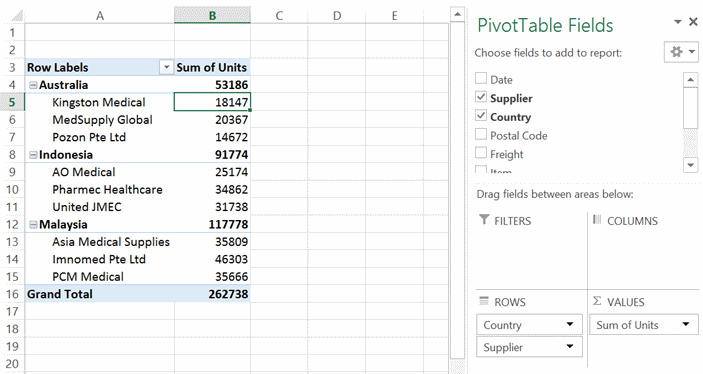 A B C D E
1
2
3 Row Labels Sum of Units
4 Australia 53186
5 Kingston Medical 18147
6 MedSupply Global 20367
7 Pozon Pte Ltd 14672
8 Indonesia 91774
9 AO Medical 25174
10 Pharmec Healthcare 34862
11 United JMEC 31738
12 Malaysia 117778
13 Asia Medical Supplies 35809
14 Imnomed Pte Ltd 46303
15 PCM Medical 35666
16 Grand Total 262738
17
18
19
20
PivotTable Fields
Choose fields to add to report:
Date
Supplier
Country
Postal Code
Freight
Item
Drag fields between areas below:
FILTERS
COLUMNS
ROWS
Country
Supplier
Σ VALUES
Sum of Units